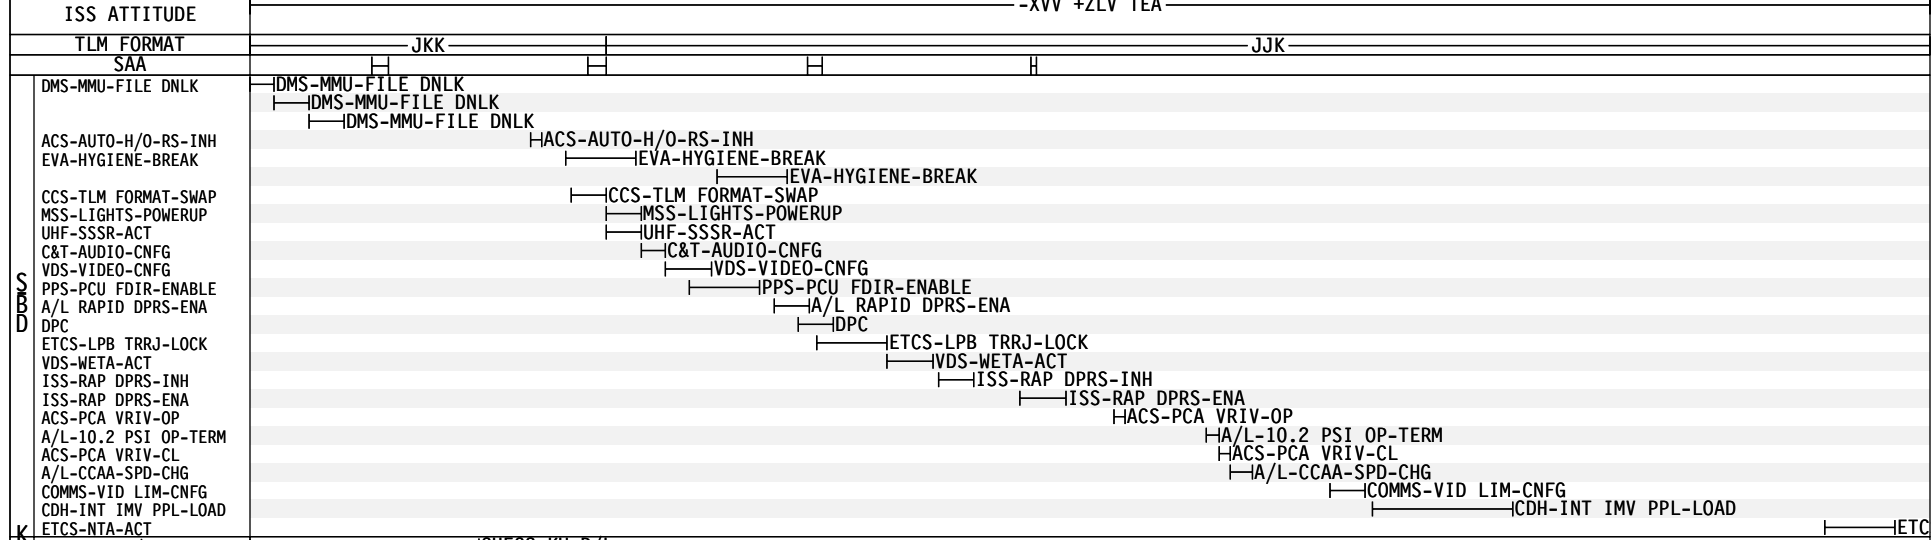 ISS ATTITUDE -XVV +ZLV TEA
TLM FORMAT JKK JJK
SAA
DMS-MMU-FILE DNLK DMS-MMU-FILE DNLK
DMS-MMU-FILE DNLK
DMS-MMU-FILE DNLK
ACS-AUTO-H/O-RS-INH ACS-AUTO-H/O-RS-INH
EVA-HYGIENE-BREAK EVA-HYGIENE-BREAK
EVA-HYGIENE-BREAK
CCS-TLM FORMAT-SWAP CCS-TLM FORMAT-SWAP
MSS-LIGHTS-POWERUP MSS-LIGHTS-POWERUP
UHF-SSSR-ACT UHF-SSSR-ACT
C&T-AUDIO-CNFG C&T-AUDIO-CNFG
VDS-VIDEO-CNFG VDS-VIDEO-CNFG
S PPS-PCU FDIR-ENABLE PPS-PCU FDIR-ENABLE
B A/L RAPID DPRS-ENA A/L RAPID DPRS-ENA
D DPC DPC
ETCS-LPB TRRJ-LOCK ETCS-LPB TRRJ-LOCK
VDS-WETA-ACT VDS-WETA-ACT
ISS-RAP DPRS-INH ISS-RAP DPRS-INH
ISS-RAP DPRS-ENA ISS-RAP DPRS-ENA
ACS-PCA VRIV-OP ACS-PCA VRIV-OP
A/L-10.2 PSI OP-TERM A/L-10.2 PSI OP-TERM
ACS-PCA VRIV-CL ACS-PCA VRIV-CL
A/L-CCAA-SPD-CHG A/L-CCAA-SPD-CHG
COMMS-VID LIM-CNFG COMMS-VID LIM-CNFG
CDH-INT IMV PPL-LOAD CDH-INT IMV PPL-LOAD
K ETCS-NTA-ACT ETC